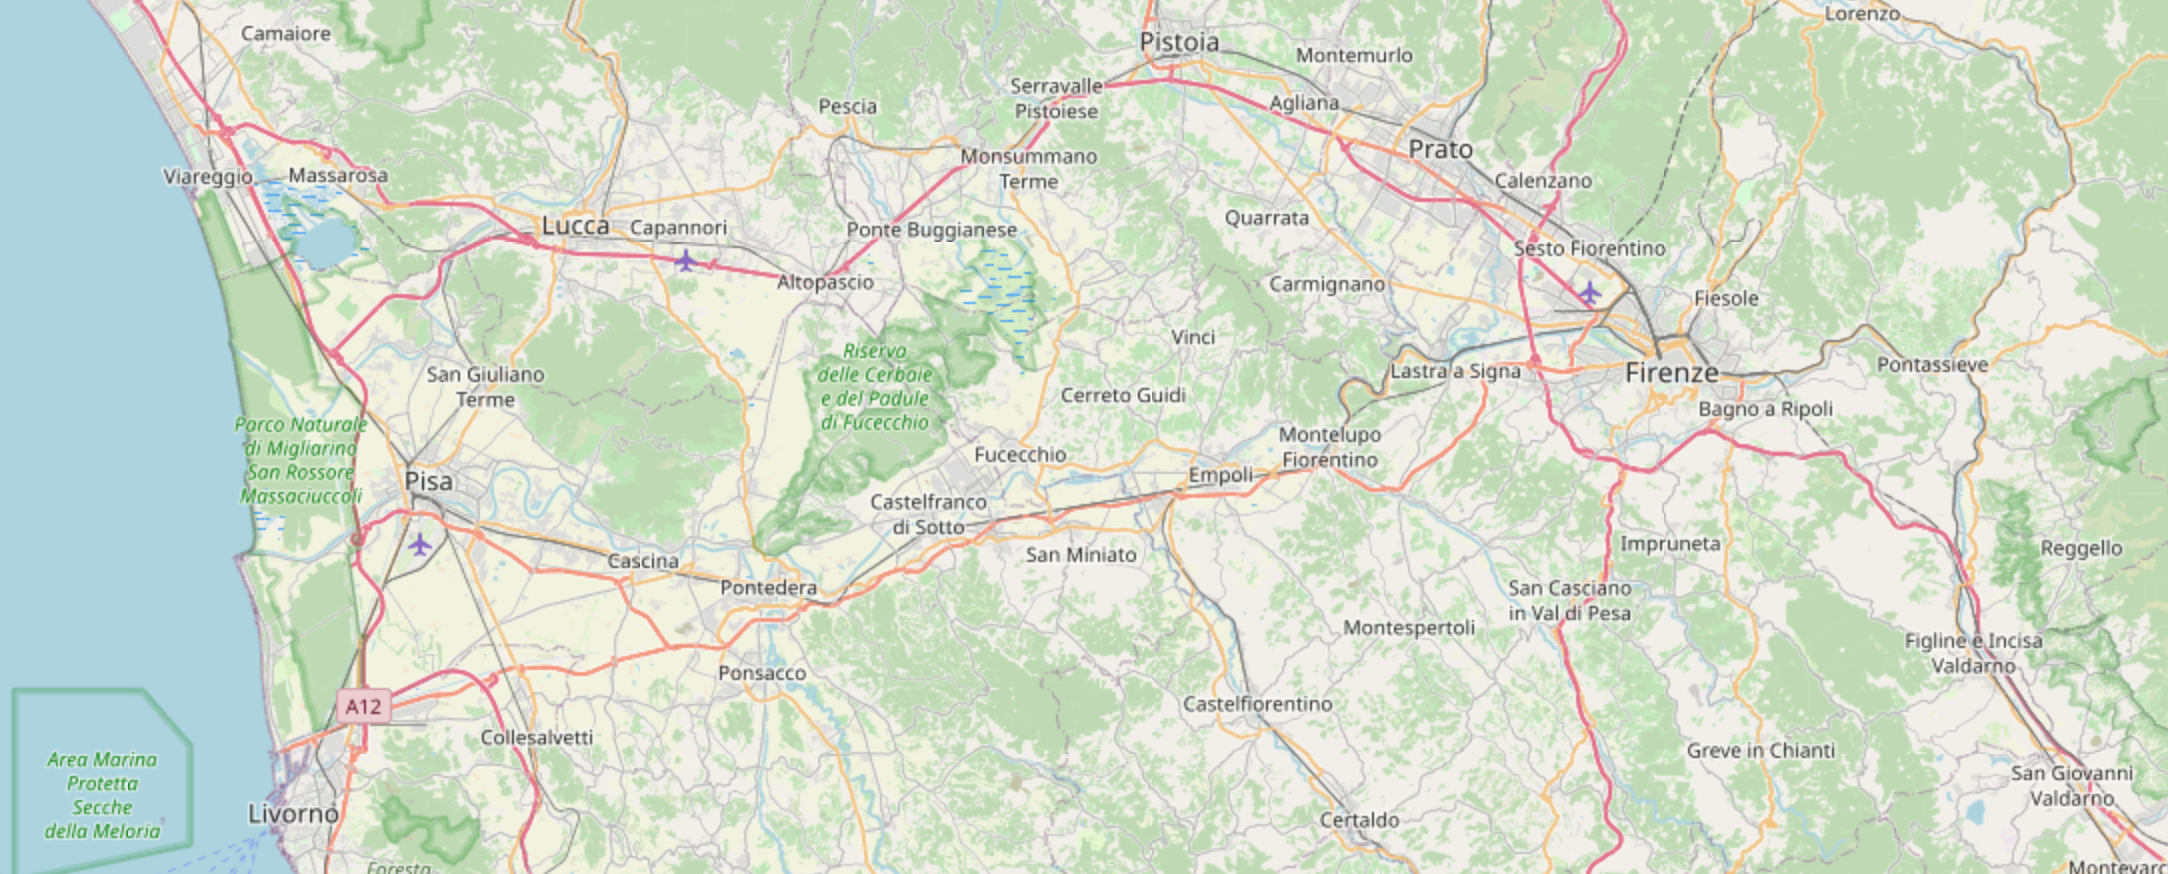 Lorenzo
Camaiore
Pistoia
Montemurlo
Serravalle
Pistoiese
Agliana
Pescia
Prato
Monsummano
Terme
Viareggio
Massarosa
Calenzano
Lucca
Capannori
Quarrata
Ponte Buggianese
Sesto Fiorentino
Altopascio
Carmignano
Fiesole
Vinci
Riserva
delle Cerbaie
e del Padule
di Fucecchio
San Giuliano
Terme
Lastra a Signa
Firenze
Pontassieve
Cerreto Guidi
Bagno a Ripoli
Parco Naturale
di Migliarino
San Rossore
Massaciuccoli
Montelupo
Fiorentino
Fucecchio
Pisa
Empoli
Castelfranco
di Sotto
San Miniato
Impruneta
Reggello
Cascina
Pontedera
San Casciano
in Val di Pesa
Montespertoli
Figline e Incisa
Valdarno
Ponsacco
A12
Castelfiorentino
Collesalvetti
Greve in Chianti
Area Marina
Protetta
Secche
della Meloria
San Giovanni
Valdarno
Livorno
Certaldo
Foresta
Montevarc